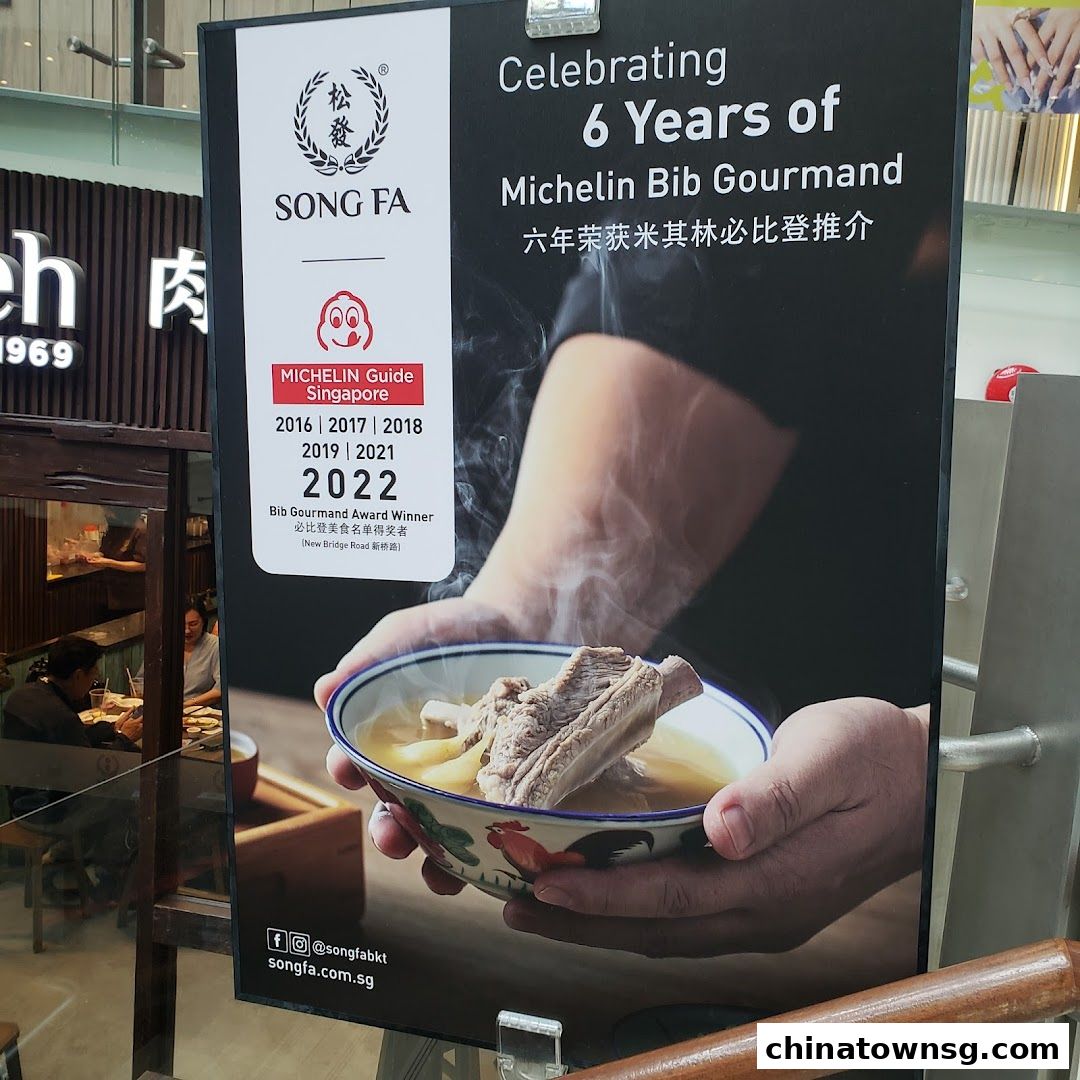 松
發
®
SONG FA
MICHELIN Guide
Singapore
2016 | 2017 | 2018
2019 | 2021
2022
Bib Gourmand Award Winner
必比登美食名单得奖者
(New Bridge Road 新桥路)
Celebrating
6 Years of
Michelin Bib Gourmand
六年荣获米其林必比登推介
eh 肉
1969
@songfabkt
songfa.com.sg
chinatownsg.com